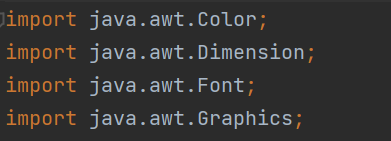 import java.awt.Color;
import java.awt.Dimension;
import java.awt.Font;
import java.awt.Graphics;